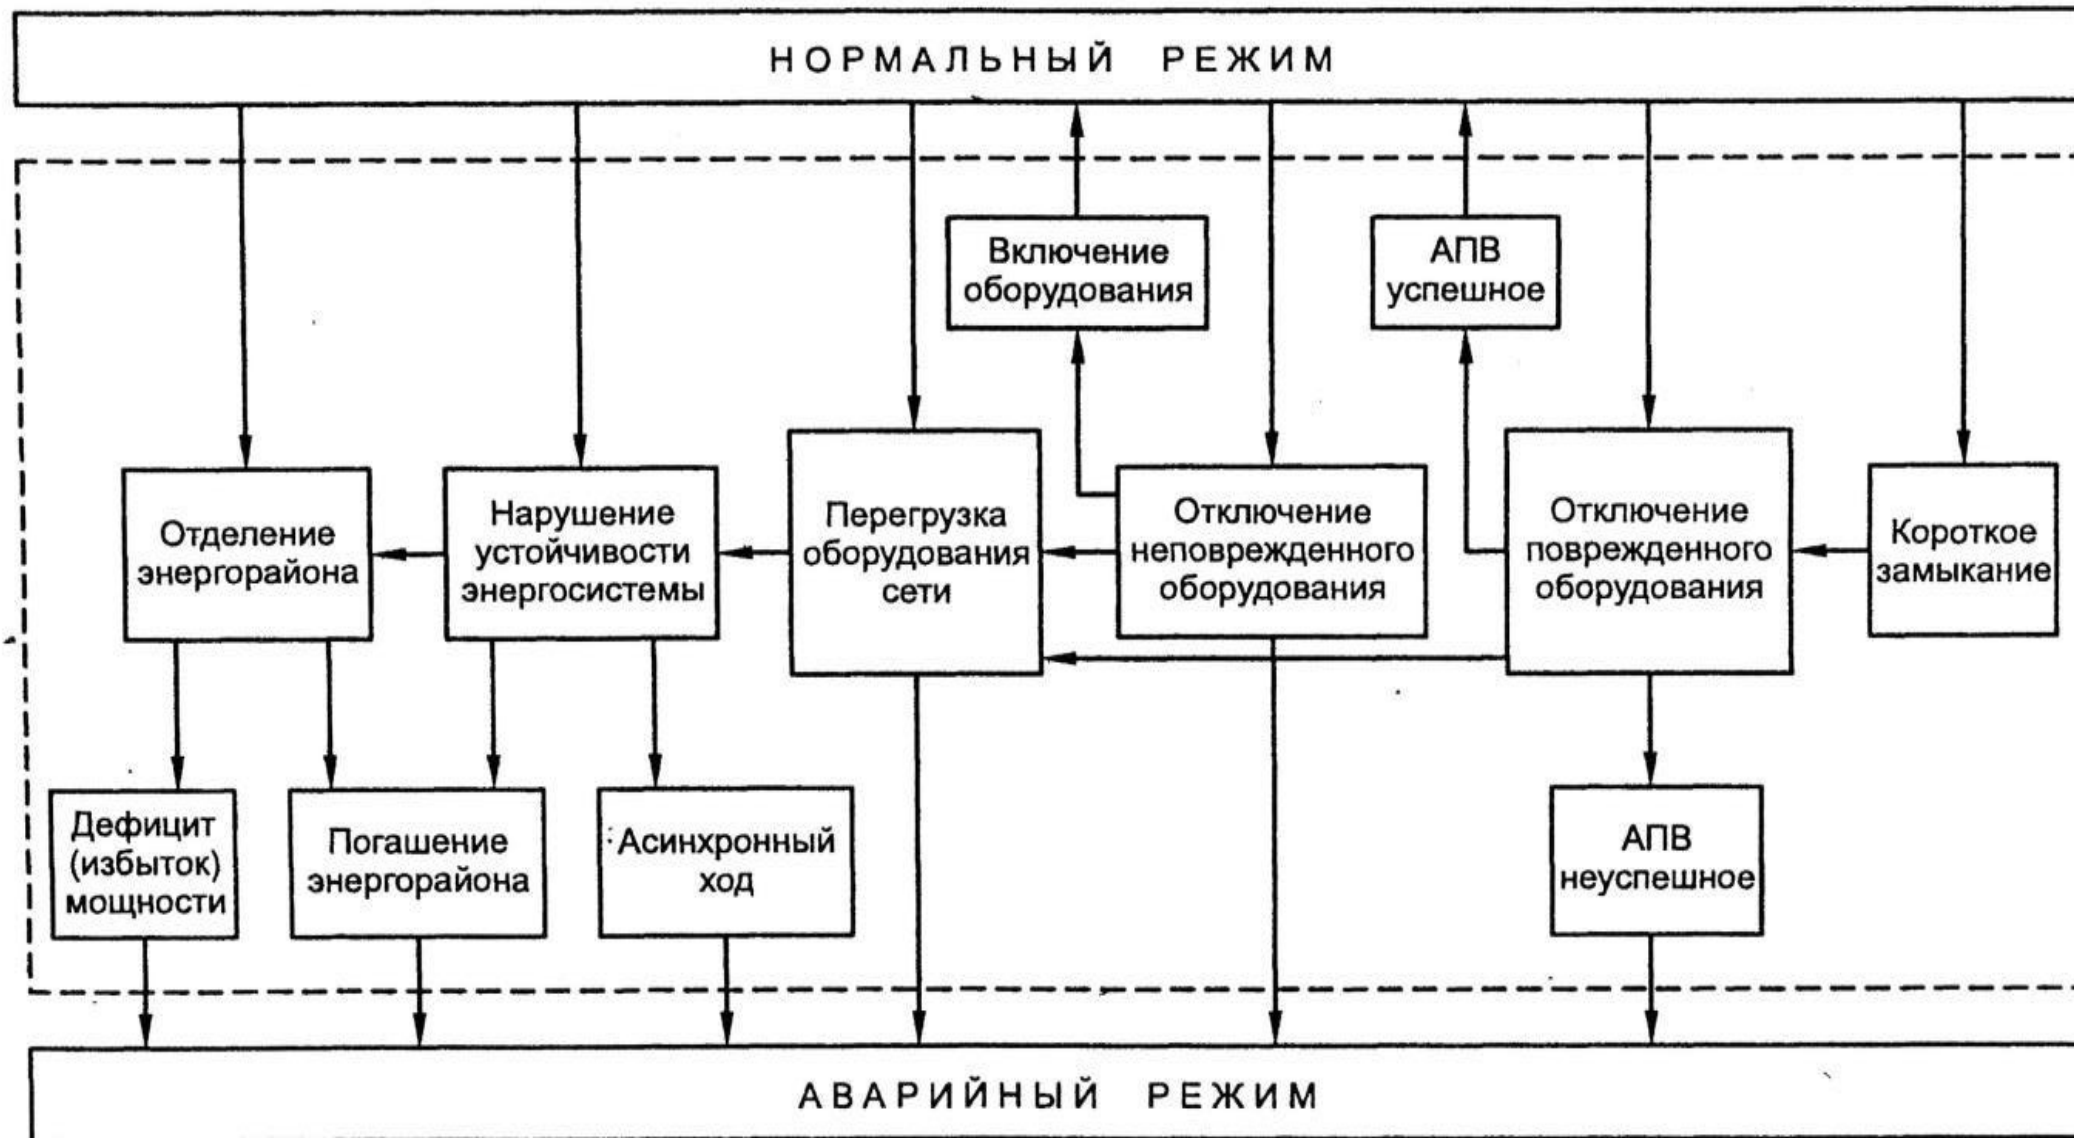 НОРМАЛЬНЫЙ РЕЖИМ
Включение
оборудования
АПВ
успешное
Отделение
энергорайона
Нарушение
устойчивости
энергосистемы
Перегрузка
оборудования
сети
Отключение
неповрежденного
оборудования
Отключение
поврежденного
оборудования
Короткое
замыкание
Дефицит
(избыток)
мощности
Погашение
энергорайона
Асинхронный
ход
АПВ
неуспешное
АВАРИЙНЫЙ РЕЖИМ